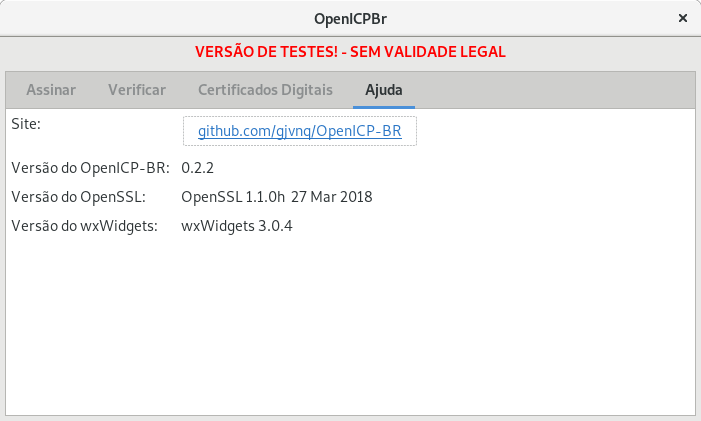 OpenICPBr
VERSÃO DE TESTES! - SEM VALIDADE LEGAL
Assinar Verificar Certificados Digitais Ajuda
Site: github.com/gjvnq/OpenICP-BR
Versão do OpenICP-BR: 0.2.2
Versão do OpenSSL: OpenSSL 1.1.0h 27 Mar 2018
Versão do wxWidgets: wxWidgets 3.0.4